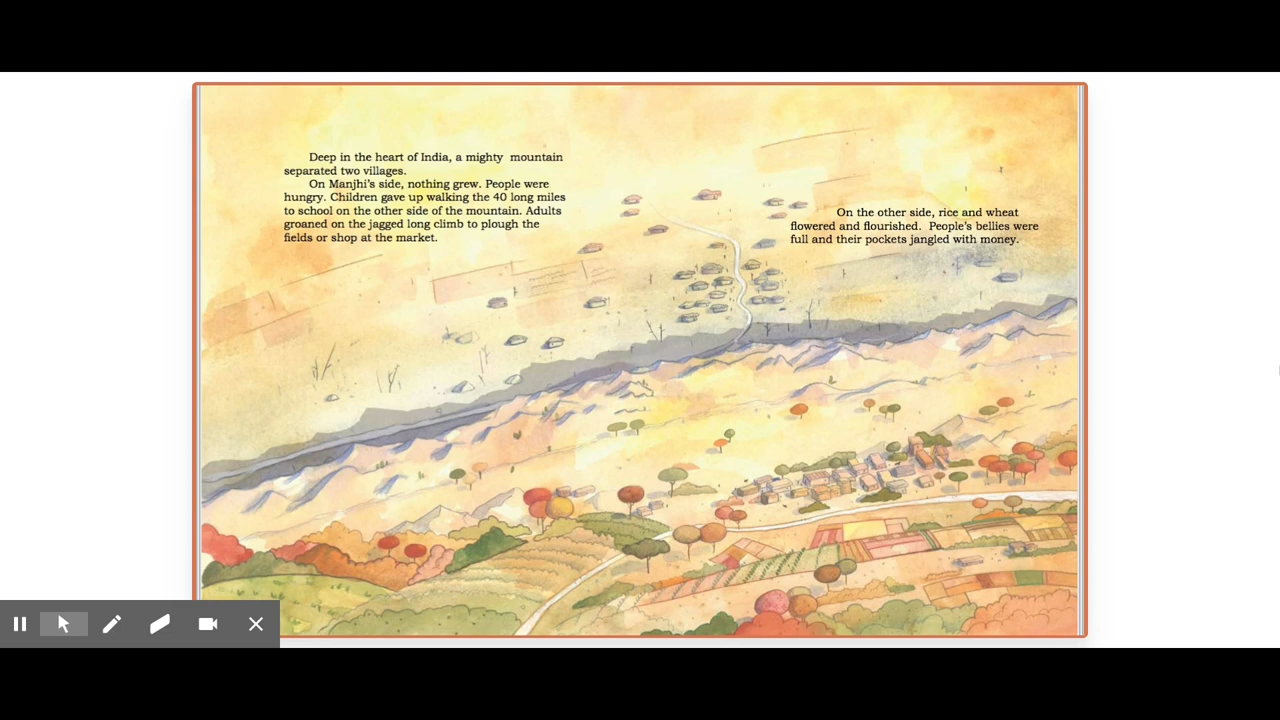 Deep in the heart of India, a mighty mountain
separated two villages.
On Manjhi's side, nothing grew. People were
hungry. Children gave up walking the 40 long miles
to school on the other side of the mountain. Adults
groaned on the jagged long climb to plough the
fields or shop at the market.
On the other side, rice and wheat
flowered and flourished. People's bellies were
full and their pockets jangled with money.